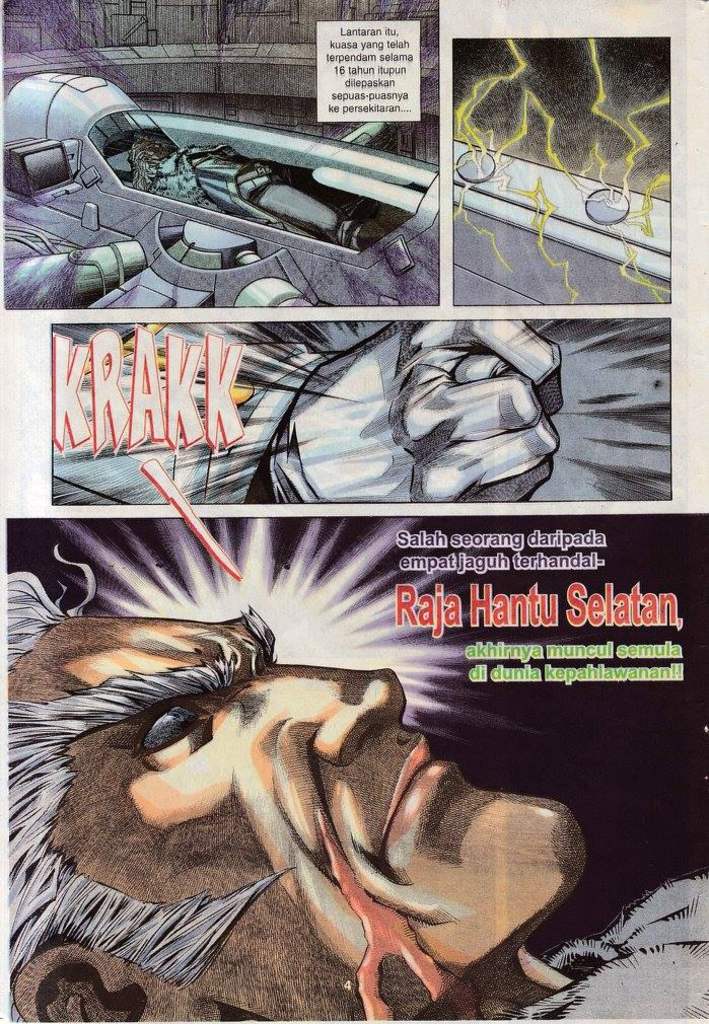 Lantaran itu,
kuasa yang telah
terpendam selama
16 tahun itupun
dilepaskan
sepuas-puasnya
ke persekitaran....
KRAKK
Salah seorang daripada
empat jaguh terhandal-
Raja Hantu Selatan,
akhirnya muncul semula
di dunia kepahlawanan!!
4